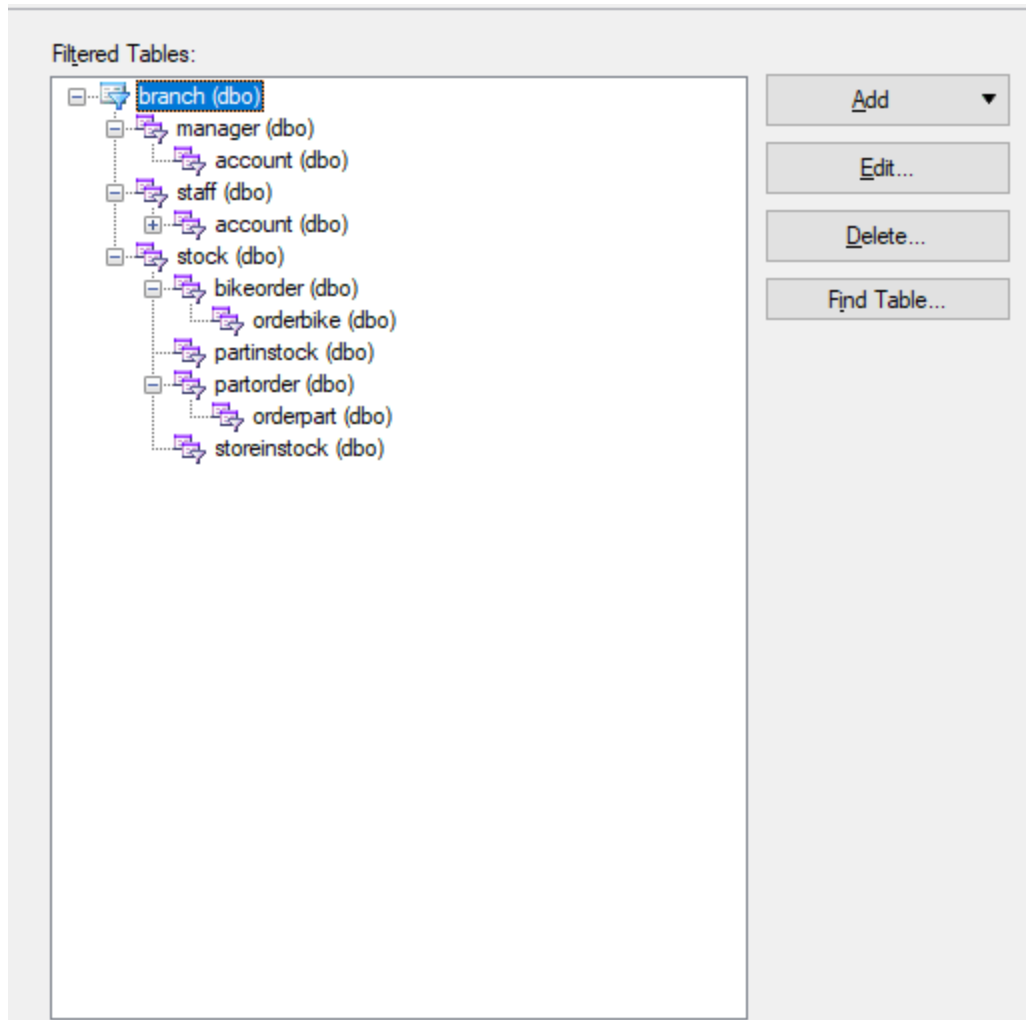 Filtered Tables:
branch (dbo)
manager (dbo)
account (dbo)
staff (dbo)
account (dbo)
stock (dbo)
bikeorder (dbo)
orderbike (dbo)
partinstock (dbo)
partorder (dbo)
orderpart (dbo)
storeinstock (dbo)
Add
Edit...
Delete...
Find Table...